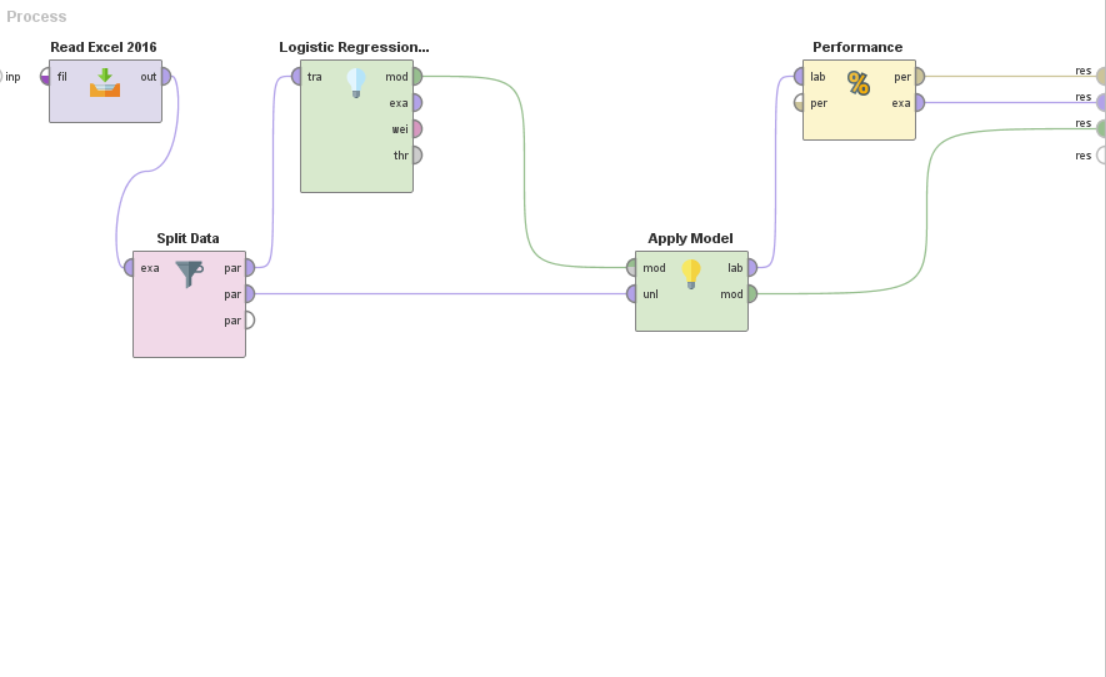 Process
Read Excel 2016
inp
fil
out
Logistic Regression...
tra
mod
exa
wei
thr
Performance
lab
per
per
exa
res
res
res
res
Split Data
exa
par
par
par
Apply Model
mod
lab
unl
mod